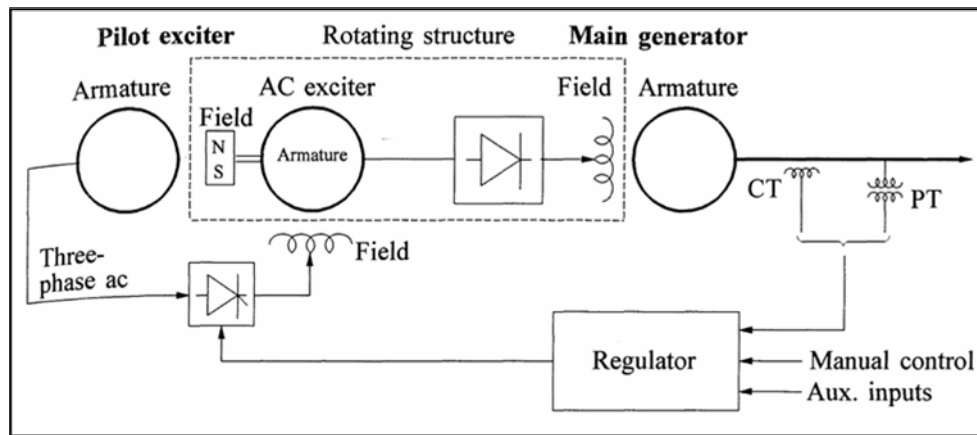 Pilot exciter
Rotating structure
Main generator
Armature
AC exciter
Field
Armature
Field
N
S
Armature
CT
PT
Three-
phase ac
Field
Regulator
Manual control
Aux. inputs